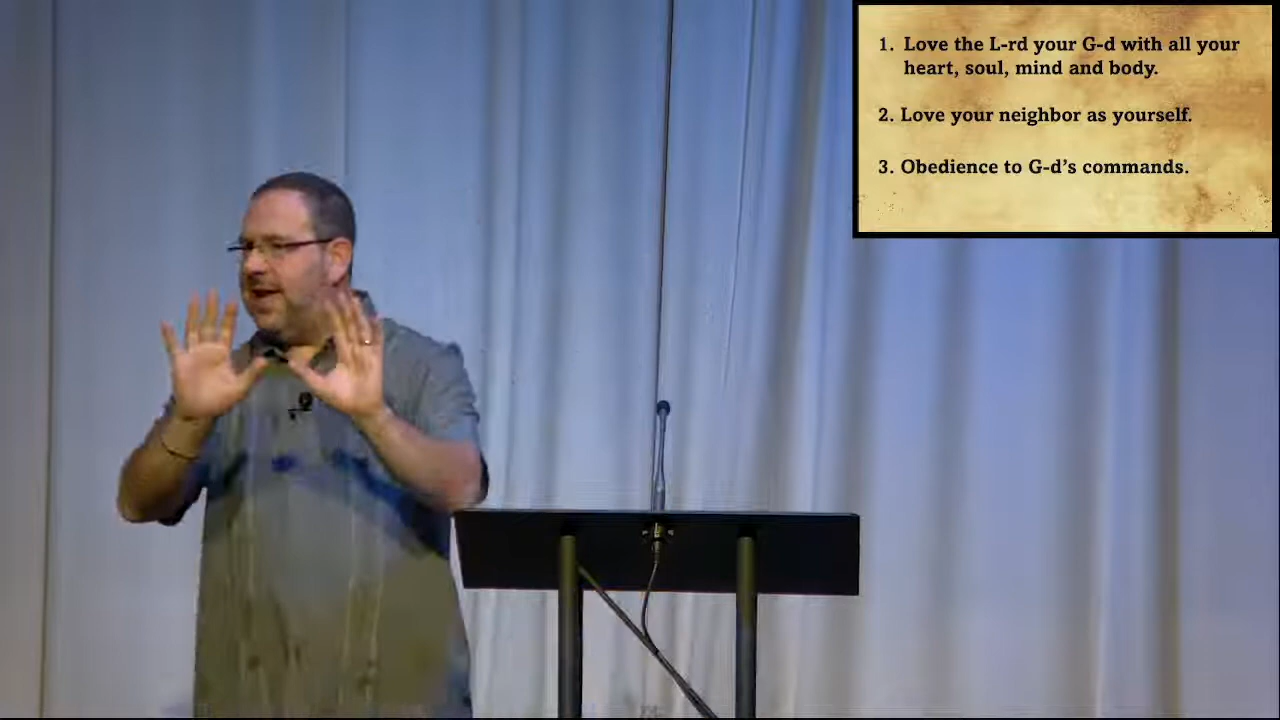 1. Love the L-rd your G-d with all your
heart, soul, mind and body.
2. Love your neighbor as yourself.
3. Obedience to G-d's commands.